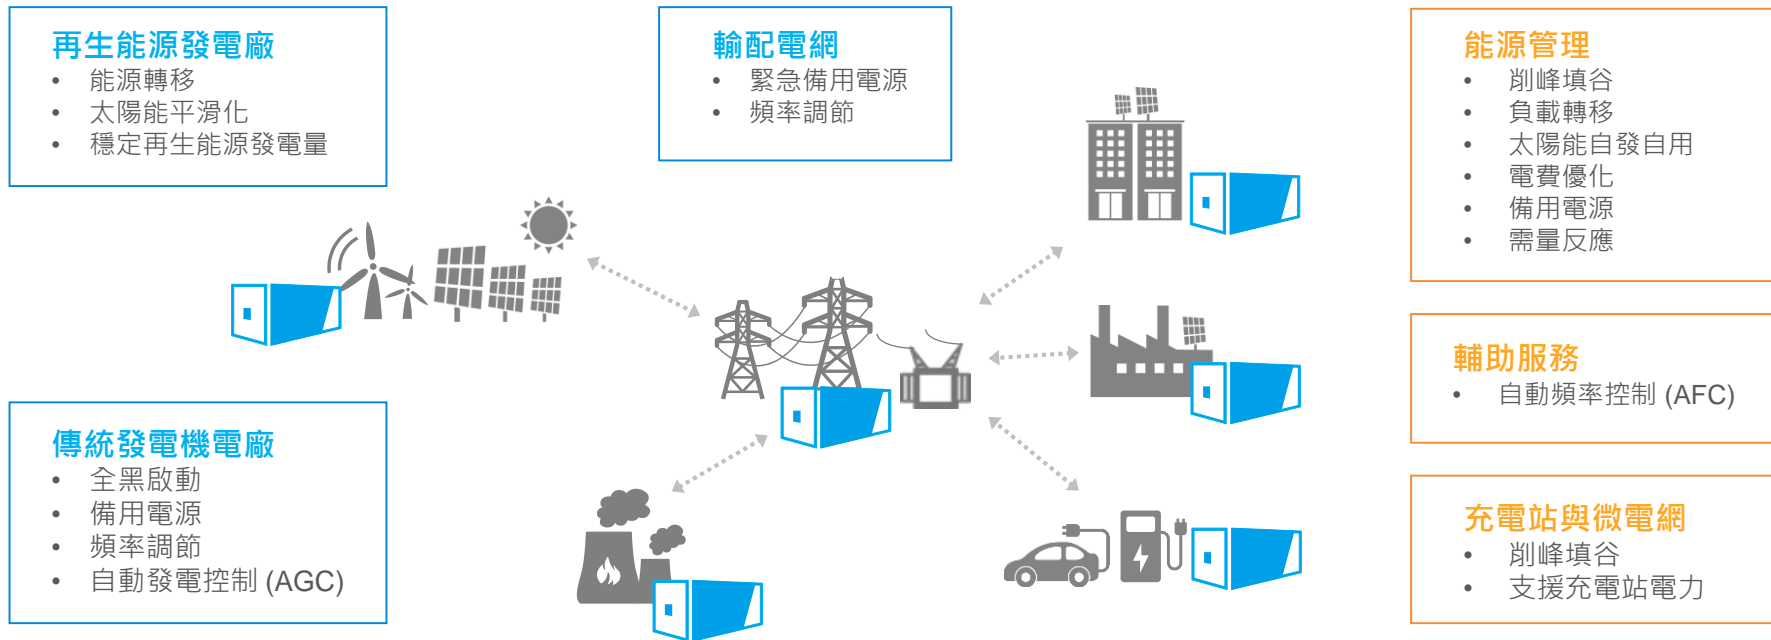 再生能源發電廠
• 能源轉移
• 太陽能平滑化
• 穩定再生能源發電量
輸配電網
• 緊急備用電源
• 頻率調節
能源管理
• 削峰填谷
• 負載轉移
• 太陽能自發自用
• 電費優化
• 備用電源
• 需量反應
輔助服務
• 自動頻率控制 (AFC)
傳統發電機電廠
• 全黑啟動
• 備用電源
• 頻率調節
• 自動發電控制 (AGC)
充電站與微電網
• 削峰填谷
• 支援充電站電力